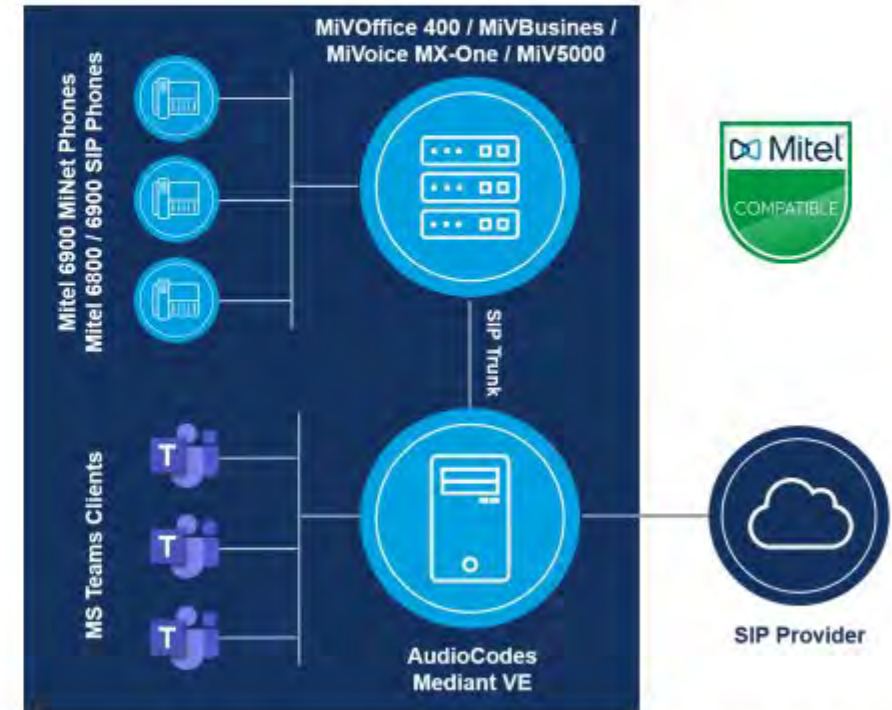 MiVOffice 400 / MiVBusines /
MiVoice MX-One / MiV5000
Mitel 6900 MiNet Phones
Mitel 6800 / 6900 SIP Phones
Mitel
COMPATIBLE
SIP Trunk
MS Teams Clients
T
T
T
AudioCodes
Mediant VE
SIP Provider